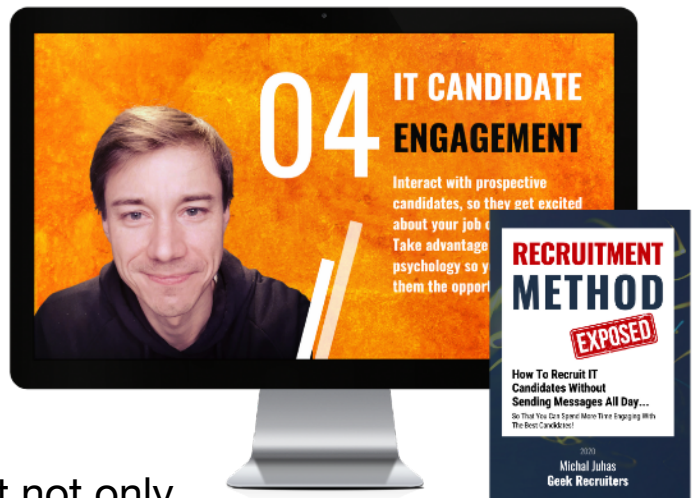 04
IT CANDIDATE
ENGAGEMENT
Interact with prospective
candidates, so they get excited
about your job
Take advantage
psychology so
them the
RECRUITMENT
METHOD
EXPOSED
How To Recruit IT
Candidates Without
Sending Messages All Day...
So That You Can Spend More Time Engaging With
The Best Candidates!
2020
Michal Juhas
Geek Recruiters
not only